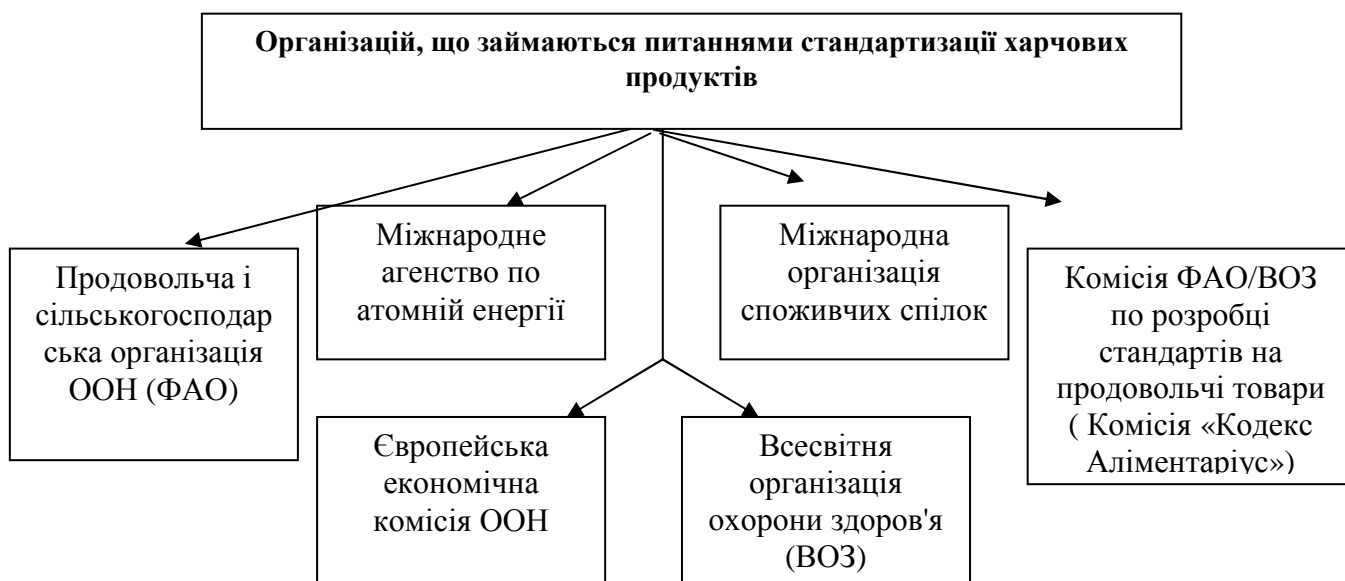 Організацій, що займаються питаннями стандартизації харчових
продуктів
Продовольча і
сільськогосподар
ська організація
ООН (ФАО)
Міжнародне
агенство по
атомній енергії
Міжнародна
організація
споживчих спілок
Комісія ФАО/ВОЗ
по розробці
стандартів на
продовольчі товари
( Комісія «Кодекс
Аліментаріус»)
Європейська
економічна
комісія ООН
Всесвітня
організація
охорони здоров'я
(ВОЗ)